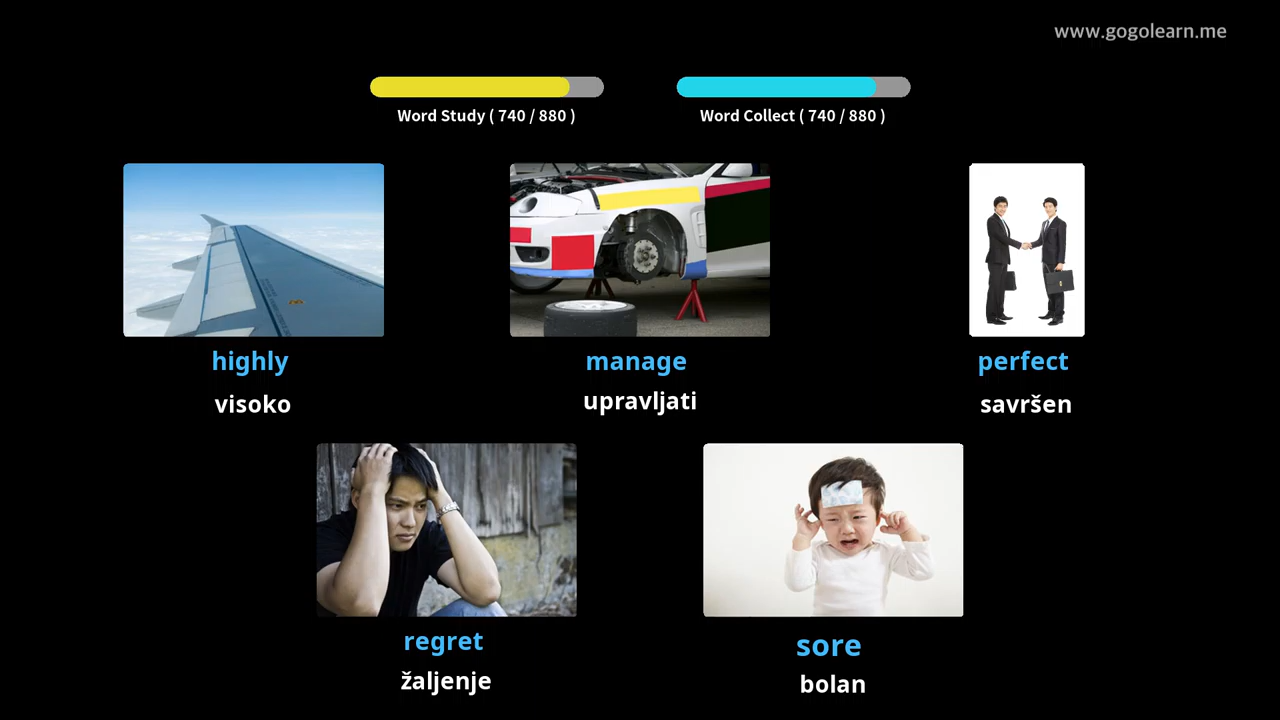 www.gogolearn.me
Word Study ( 740 / 880 )
Word Collect ( 740 / 880 )
highly
manage
perfect
visoko
upravljati
savršen
regret
sore
žaljenje
bolan